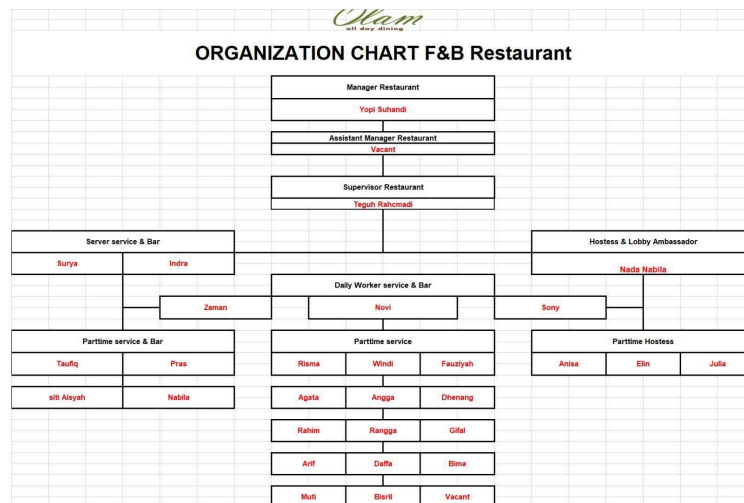 Olam
all day dining
ORGANIZATION CHART F&B Restaurant
Manager Restaurant
Yopi Suhandi
Assistant Manager Restaurant
Vacant
Supervisor Restaurant
Teguh Rahcmadi
Server service & Bar
Surya Indra
Hostess & Lobby Ambassador
Nada Nabila
Daily Worker service & Bar
Zaman Novi Sony
Parttime service & Bar
Taufiq Pras
siti Aisyah Nabila
Parttime service
Risma Windi Fauziyah
Agata Angga Dhenang
Rahim Rangga Gifal
Arif Daffa Bima
Muti Bisril Vacant
Parttime Hostess
Anisa Elin Julia